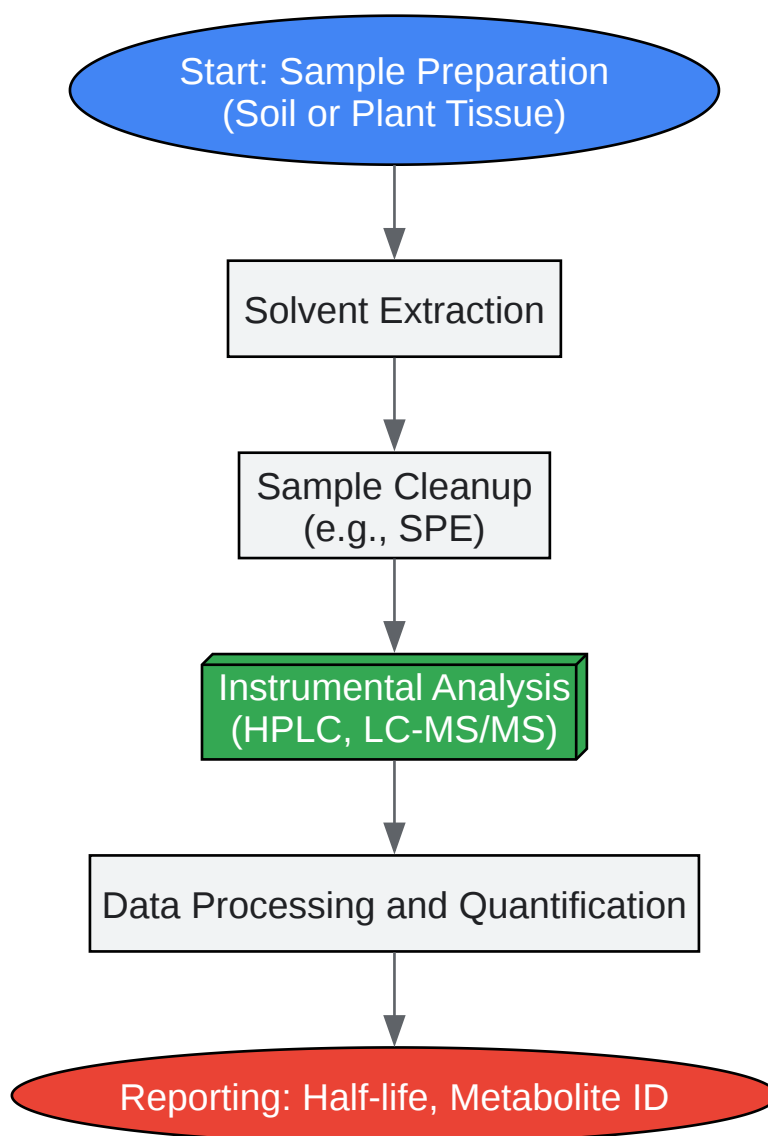 Start: Sample Preparation
(Soil or Plant Tissue)
Solvent Extraction
Sample Cleanup
(e.g., SPE)
Instrumental Analysis
(HPLC, LC-MS/MS)
Data Processing and Quantification
Reporting: Half-life, Metabolite ID